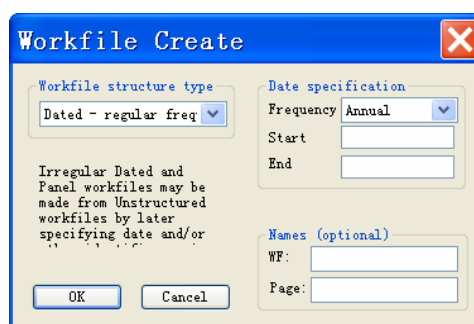 Workfile Create
Workfile structure type
Dated - regular freq
Irregular Dated and
Panel workfiles may be
made from Unstructured
workfiles by later
specifying date and/or
OK
Cancel
Date specification
Frequency Annual
Start
End
Names (optional)
WF:
Page: